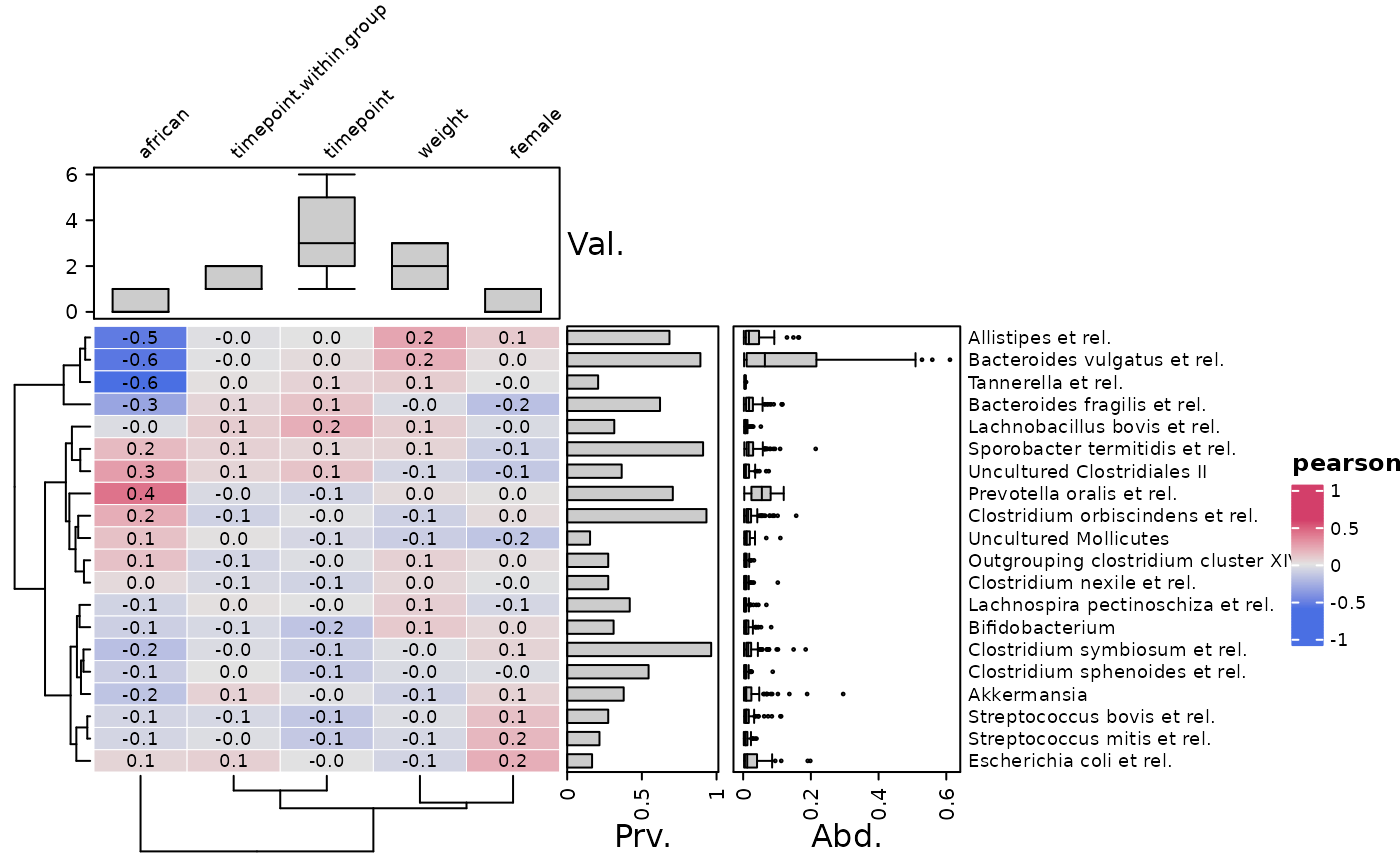 african timepoint.within.group timepoint weight female
6
4
2
0
Val.
-0.5 -0.0 0.0 0.2 0.1 Allistipes et rel.
-0.6 -0.0 0.0 0.2 0.0 Bacteroides vulgatus et rel.
-0.6 0.0 0.1 0.1 -0.0 Tannerella et rel.
-0.3 0.1 0.1 -0.0 -0.2 Bacteroides fragilis et rel.
-0.0 0.1 0.2 0.1 -0.0 Lachnobacillus bovis et rel.
0.2 0.1 0.1 0.1 -0.1 Sporobacter termitidis et rel.
0.3 0.1 0.1 -0.1 -0.1 Uncultured Clostridiales II
0.4 -0.0 -0.1 0.0 0.0 Prevotella oralis et rel.
0.2 -0.1 -0.0 -0.1 0.0 Clostridium orbiscindens et rel.
0.1 0.0 -0.1 -0.1 -0.2 Uncultured Mollicutes
0.1 -0.1 -0.0 0.1 -0.0 Outgrouping clostridium cluster XIV
0.0 -0.1 -0.1 0.0 -0.0 Clostridium nexile et rel.
-0.1 0.0 -0.0 0.1 -0.1 Lachnospira pectinoschiza et rel.
-0.1 -0.1 -0.2 0.1 0.0 Bifidobacterium
-0.2 -0.0 -0.1 -0.0 0.1 Clostridium symbiosum et rel.
-0.1 0.0 -0.1 -0.0 -0.0 Clostridium sphenoides et rel.
-0.2 0.1 -0.0 -0.1 0.1 Akkermansia
-0.1 -0.1 -0.1 -0.0 0.1 Streptococcus bovis et rel.
-0.1 -0.0 -0.1 -0.1 0.2 Streptococcus mitis et rel.
0.1 0.1 -0.0 -0.1 0.2 Escherichia coli et rel.
0 0.5 1
Prv.
0 0.2 0.4 0.6
Abd.
pearson
1
0.5
0
-0.5
-1